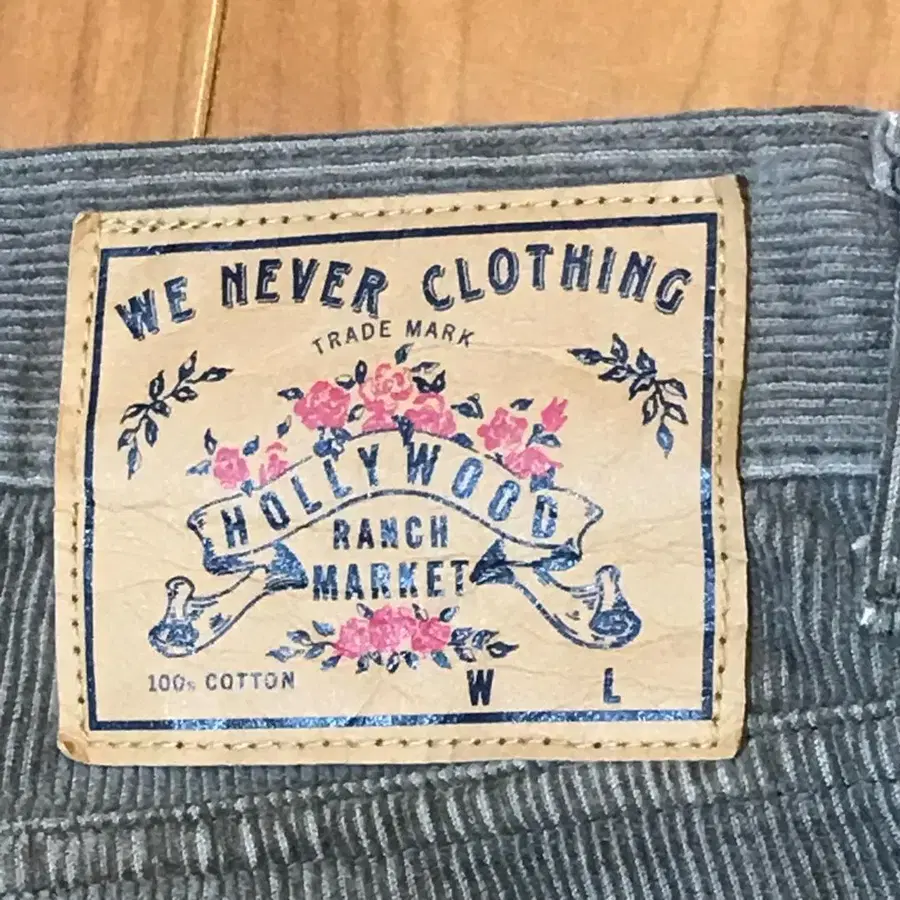 WE NEVER CLOTHING
TRADE MARK
HOLLYWOOD
RANCH
MARKET
100% COTTON
W L